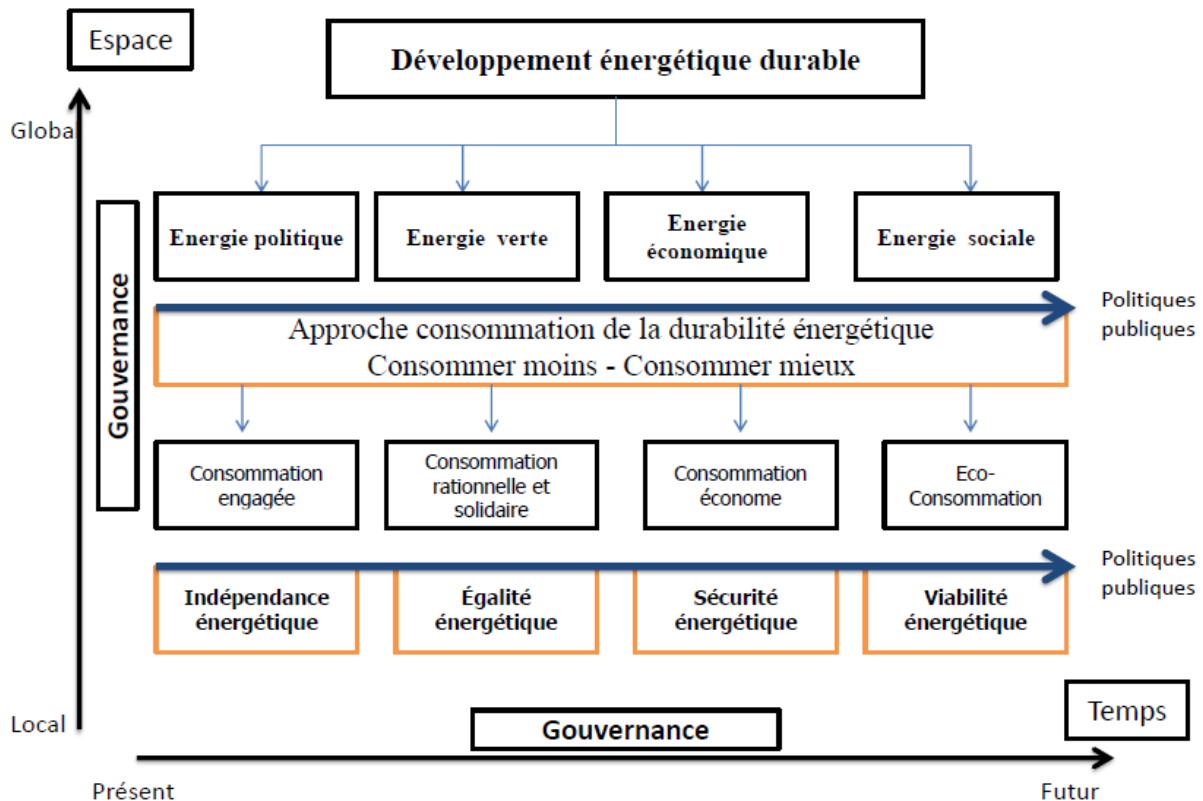 Espace
Développement énergétique durable
Globa
Energie politique
Energie verte
Energie
économique
Energie sociale
Gouvernance
Politiques
publiques
Approche consommation de la durabilité énergétique
Consommer moins - Consommer mieux
Consommation
engagée
Consommation
rationnelle et
solidaire
Consommation
économe
Eco-
Consommation
Politiques
publiques
Indépendance
énergétique
Égalité
énergétique
Sécurité
énergétique
Viabilité
énergétique
Local
Gouvernance
Temps
Présent
Futur